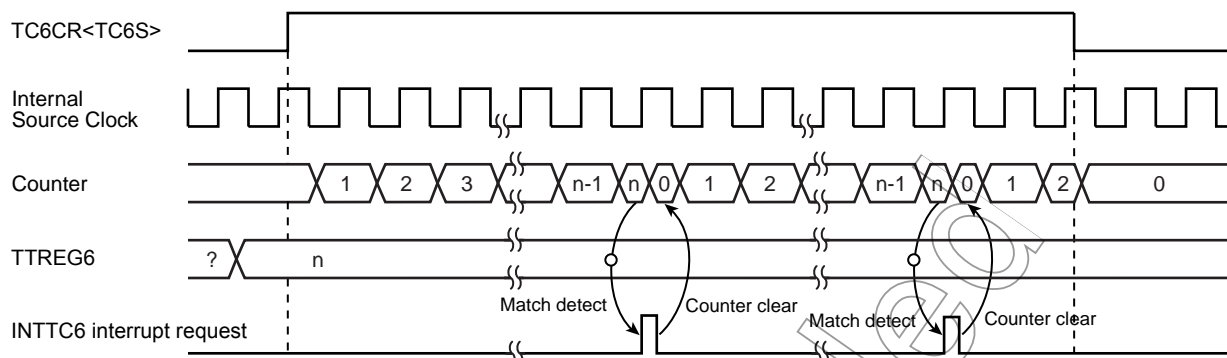 TC6CR<TC6S>
Internal
Source Clock
Counter
1 2 3 n-1 n 0 1 2 n-1 n 0 1 2 0
TTREG6
? n
Match detect Counter clear Match detect Counter clear
INTTC6 interrupt request